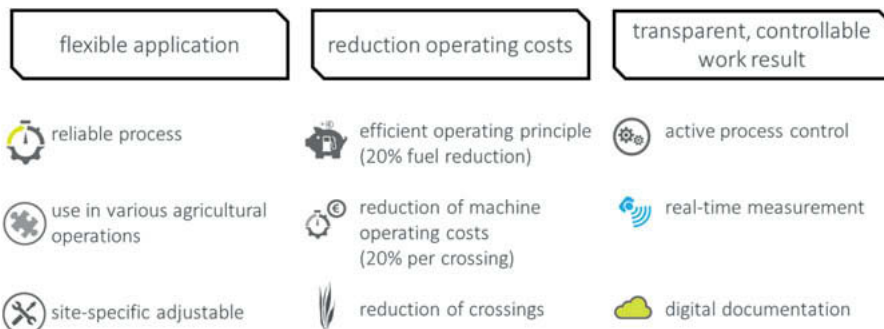 flexible application
reliable process
use in various agricultural
operations
site-specific adjustable
reduction operating costs
efficient operating principle
(20% fuel reduction)
reduction of machine
operating costs
(20% per crossing)
reduction of crossings
transparent, controllable
work result
active process control
real-time measurement
digital documentation